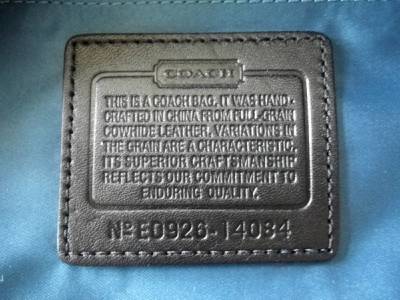 COACH
THIS IS A COACH BAG. IT WAS HAND-
CRAFTED IN CHINA FROM FULL-GRAIN
COWHIDE LEATHER. VARIATIONS IN
THE GRAIN ARE A CHARACTERISTIC.
ITS SUPERIOR CRAFTSMANSHIP
REFLECTS OUR COMMITMENT TO
ENDURING QUALITY.
No E0926-14084